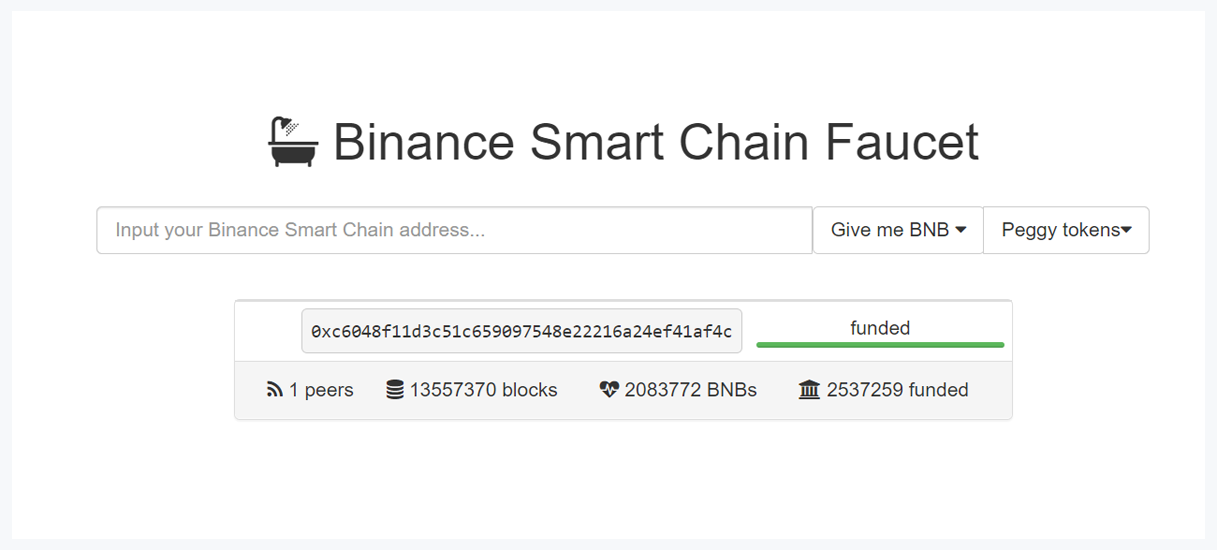 Binance Smart Chain Faucet
Input your Binance Smart Chain address... Give me BNB Peggy tokens
0xc6048f11d3c51c659097548e22216a24ef41af4c funded
1 peers 13557370 blocks 2083772 BNBs 2537259 funded